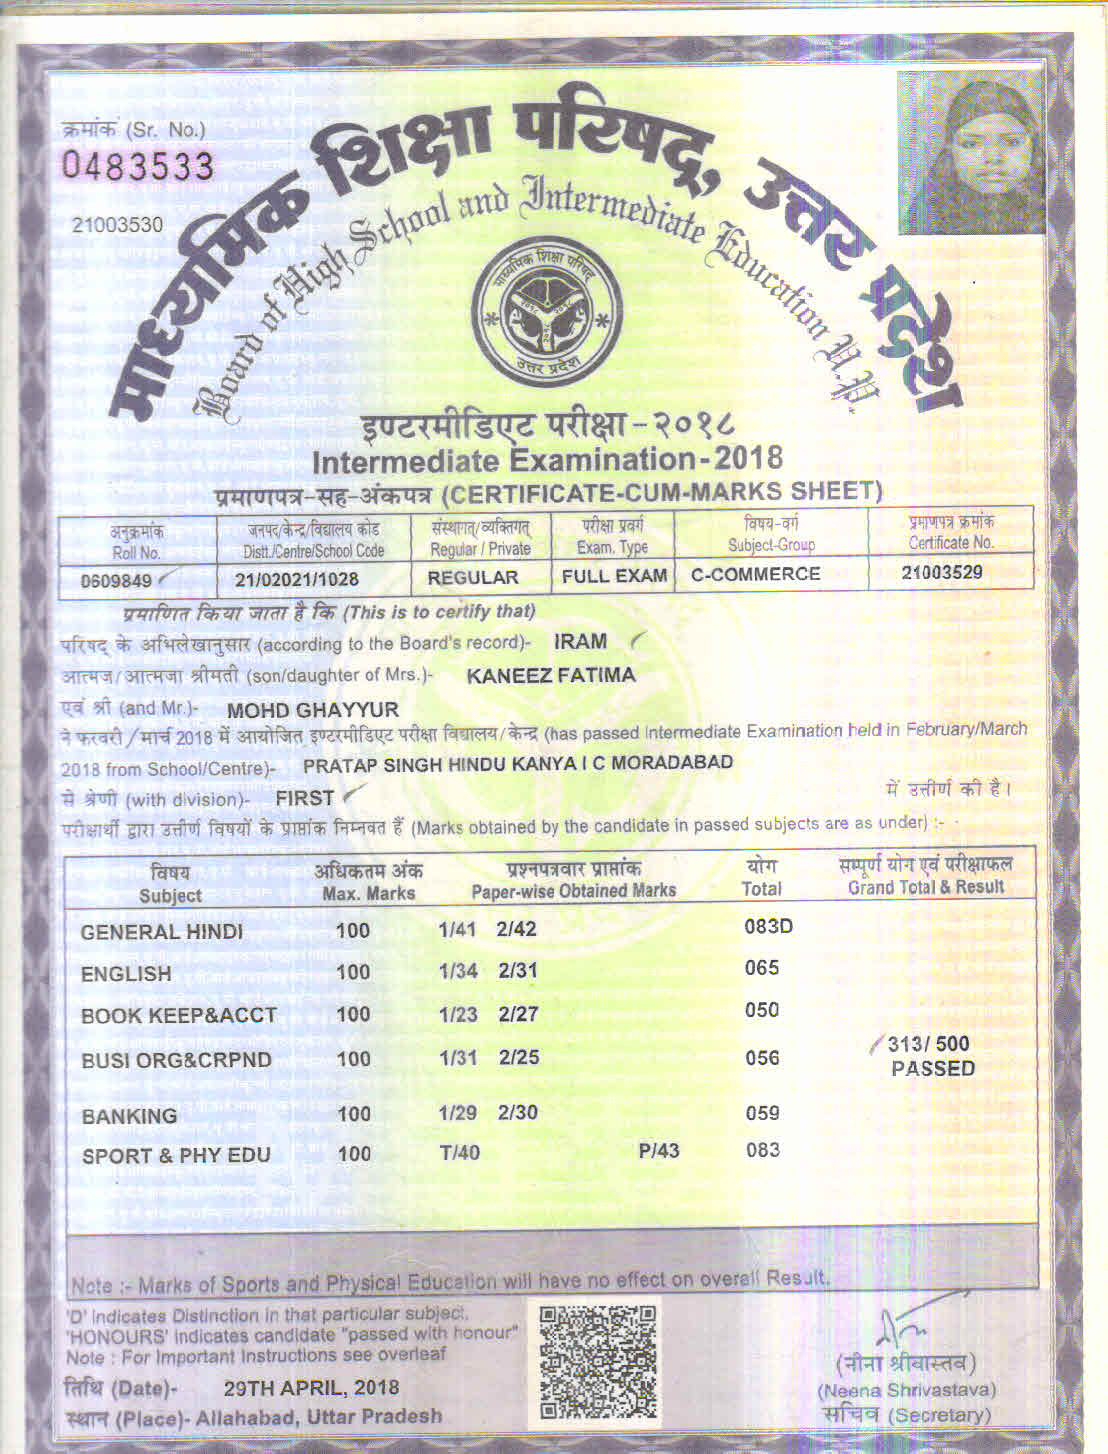 क्रमांक (Sr. No.)
0483533
21003530
माध्यमिक शिक्षा परिषद्, उत्तर प्रदेश
Board of High School and Intermediate Education U.P.
माध्यमिक शिक्षा परिषद्
उत्तर प्रदेश
इण्टरमीडिएट परीक्षा-२०१८
Intermediate Examination-2018
प्रमाणपत्र-सह-अंकपत्र (CERTIFICATE-CUM-MARKS SHEET)
अनुक्रमांक जनपद/केन्द्र/विद्यालय कोड संस्थागत्/व्यक्तिगत् परीक्षा प्रवर्ग विषय-वर्ग प्रमाणपत्र क्रमांक
Roll No. Distt./Centre/School Code Regular / Private Exam. Type Subject-Group Certificate No.
0609849 21/02021/1028 REGULAR FULL EXAM C-COMMERCE 21003529
प्रमाणित किया जाता है कि (This is to certify that)
परिषद् के अभिलेखानुसार (according to the Board's record)- IRAM
आत्मज/आत्मजा श्रीमती (son/daughter of Mrs.)- KANEEZ FATIMA
एवं श्री (and Mr.)- MOHD GHAYYUR
ने फरवरी/मार्च 2018 में आयोजित इण्टरमीडिएट परीक्षा विद्यालय/केन्द्र (has passed Intermediate Examination held in February/March
2018 from School/Centre)- PRATAP SINGH HINDU KANYA I C MORADABAD
से श्रेणी (with division)- FIRST में उत्तीर्ण की है।
परीक्षार्थी द्वारा उत्तीर्ण विषयों के प्राप्तांक निम्नवत हैं (Marks obtained by the candidate in passed subjects are as under) :-
विषय अधिकतम अंक प्रश्नपत्रवार प्राप्तांक योग सम्पूर्ण योग एवं परीक्षाफल
Subject Max. Marks Paper-wise Obtained Marks Total Grand Total & Result
GENERAL HINDI 100 1/41 2/42 083D
ENGLISH 100 1/34 2/31 065
BOOK KEEP&ACCT 100 1/23 2/27 050
BUSI ORG&CRPND 100 1/31 2/25 056 313/ 500
PASSED
BANKING 100 1/29 2/30 059
SPORT & PHY EDU 100 T/40 P/43 083
Note :- Marks of Sports and Physical Education will have no effect on overall Result.
'D' Indicates Distinction in that particular subject.
'HONOURS' indicates candidate "passed with honour"
Note : For Important Instructions see overleaf
तिथि (Date)- 29TH APRIL, 2018
स्थान (Place)- Allahabad, Uttar Pradesh
(नीना श्रीवास्तव)
(Neena Shrivastava)
सचिव (Secretary)